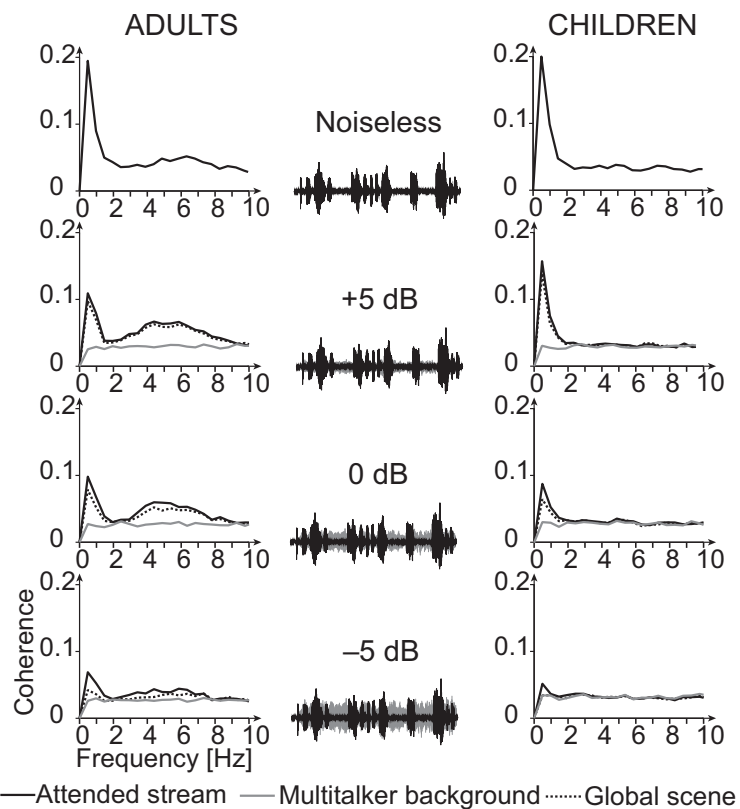 ADULTS CHILDREN
0.2 0.2
Noiseless
0.1 0.1
0 0
0 2 4 6 8 10 0 2 4 6 8 10
0.2 0.2
+5 dB
0.1 0.1
0 0
0 2 4 6 8 10 0 2 4 6 8 10
0.2 0.2
0 dB
0.1 0.1
0 0
0 2 4 6 8 10 0 2 4 6 8 10
0.2 0.2
–5 dB
0.1 0.1
Coherence
0 0
0 2 4 6 8 10 0 2 4 6 8 10
Frequency [Hz]
Attended stream Multitalker background Global scene